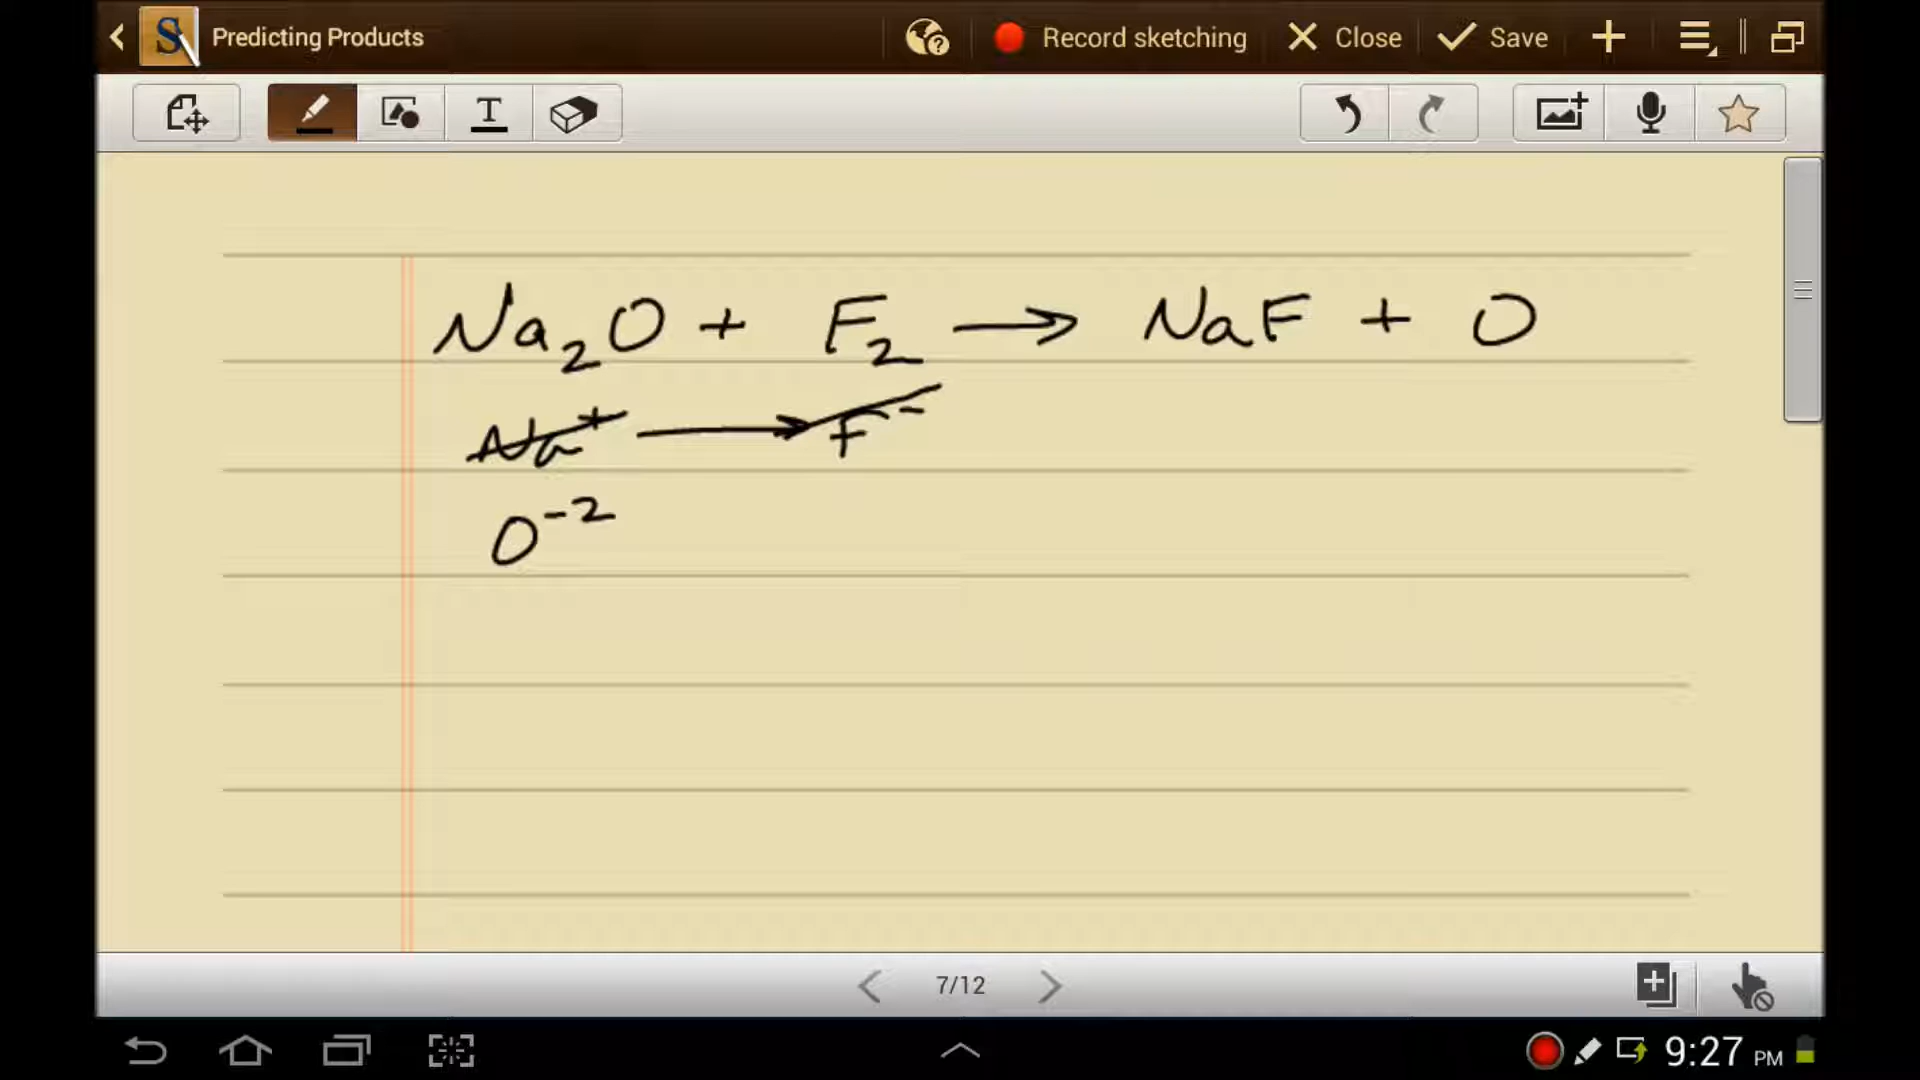 Predicting Products
Record sketching
Close
Save
T
Na₂O + F₂ → NaF + O
Na⁺ → F⁻
O⁻²
7/12
9:27 PM